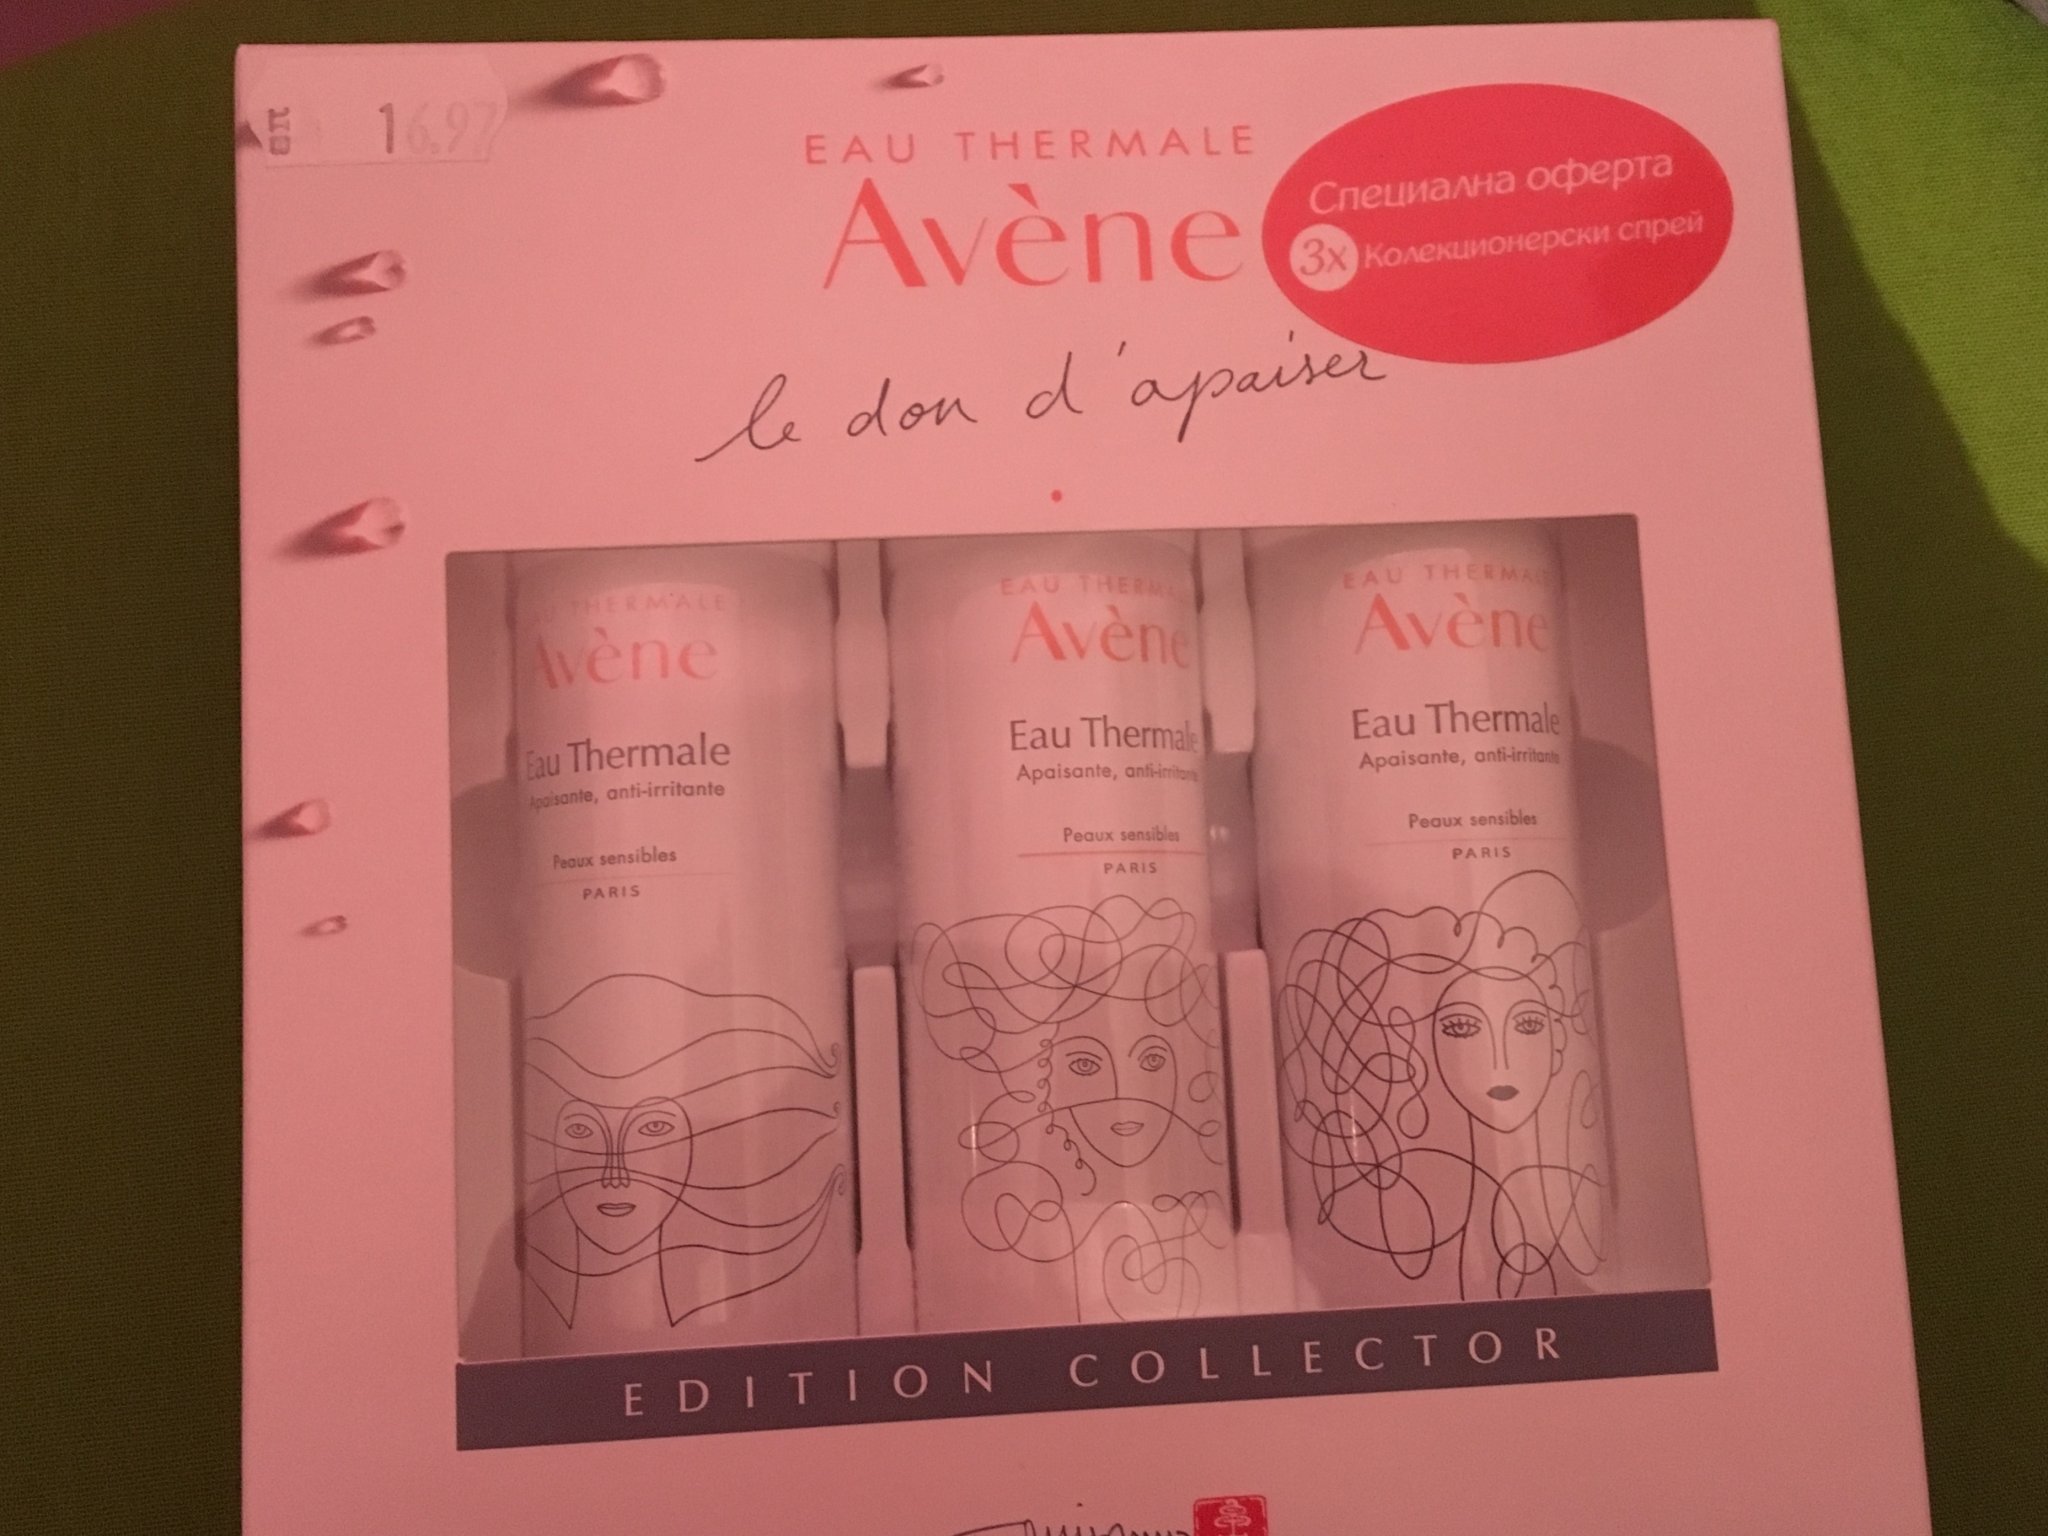 16.97
EAU THERMALE
Avène
Специална оферта
3x Колекционерски спрей
le don d'apaiser
EAU THERMALE
Avène
Eau Thermale
Apaisante, anti-irritante
Peaux sensibles
PARIS
EAU THERMALE
Avène
Eau Thermale
Apaisante, anti-irritante
Peaux sensibles
PARIS
EAU THERMALE
Avène
Eau Thermale
Apaisante, anti-irritante
Peaux sensibles
PARIS
EDITION COLLECTOR